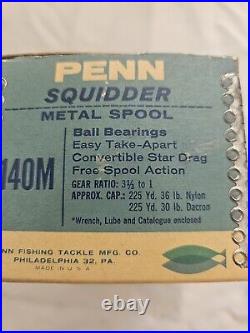 PENN
SQUIDDER
METAL SPOOL
140M
Ball Bearings
Easy Take-Apart
Convertible Star Drag
Free Spool Action
GEAR RATIO: 3½ to 1
APPROX. CAP.: 225 Yd. 36 lb. Nylon
225 Yd. 30 lb. Dacron
*Wrench, Lube and Catalogue enclosed
NN FISHING TACKLE MFG. CO.
PHILADELPHIA 32, PA.
MADE IN U.S.A.